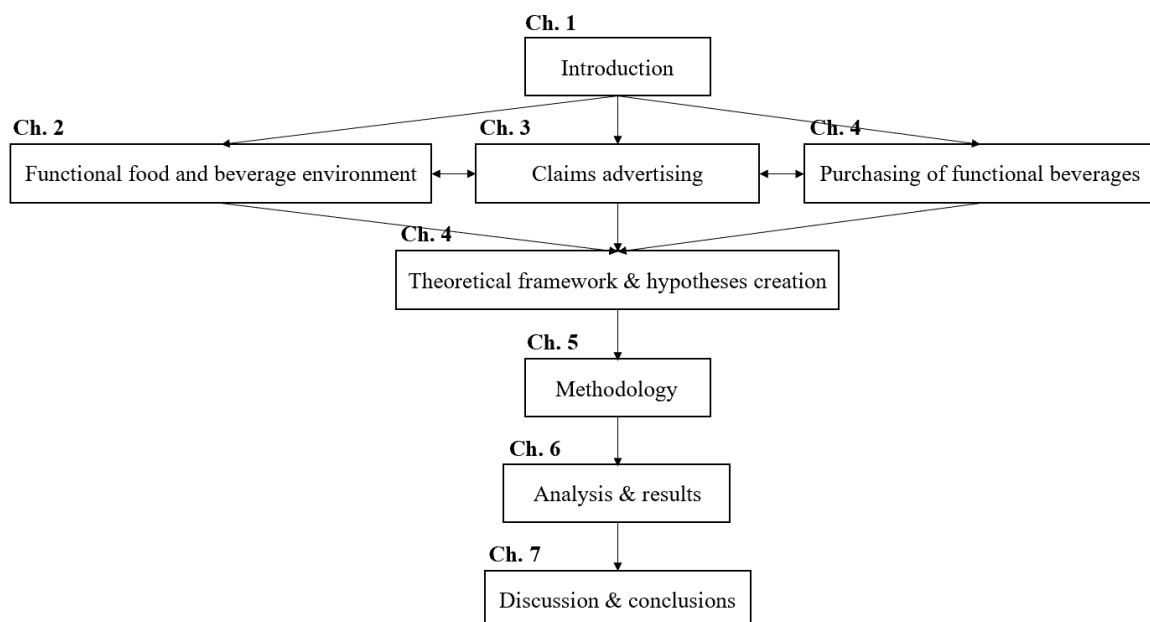 Ch. 1
Introduction
Ch. 2
Functional food and beverage environment
Ch. 3
Claims advertising
Ch. 4
Purchasing of functional beverages
Ch. 4
Theoretical framework & hypotheses creation
Ch. 5
Methodology
Ch. 6
Analysis & results
Ch. 7
Discussion & conclusions